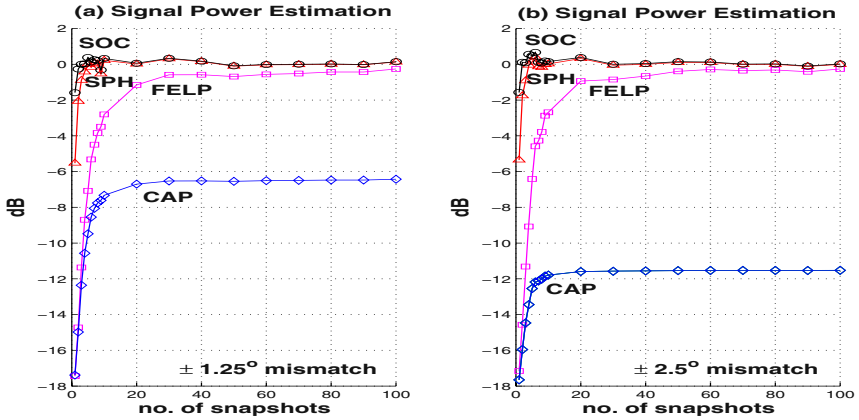 (a) Signal Power Estimation
2
0
−2
−4
−6
−8
−10
−12
−14
−16
−18
dB
SOC
SPH
FELP
CAP
± 1.25° mismatch
0 20 40 60 80 100
no. of snapshots
(b) Signal Power Estimation
2
0
−2
−4
−6
−8
−10
−12
−14
−16
−18
dB
SOC
SPH
FELP
CAP
± 2.5° mismatch
0 20 40 60 80 100
no. of snapshots